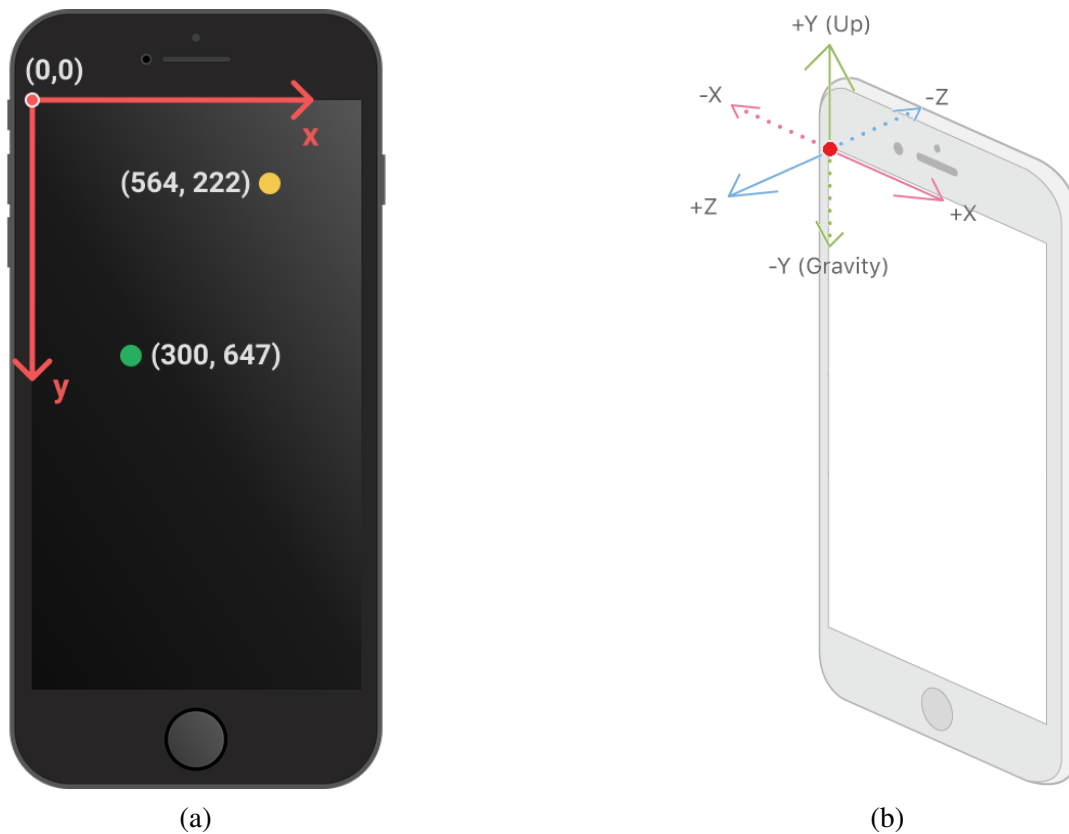 (0,0)
x
(564, 222)
(300, 647)
y
(a)
+Y (Up)
-X
-Z
+Z
+X
-Y (Gravity)
(b)